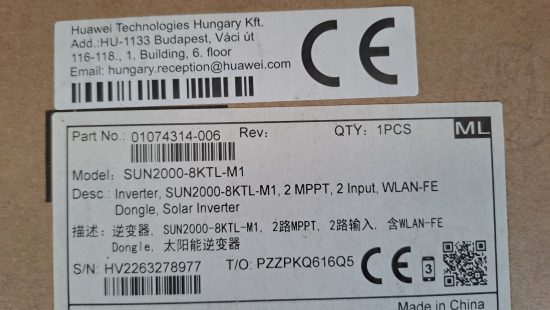 Huawei Technologies Hungary Kft.
Add.:HU-1133 Budapest, Váci út
116-118., 1. Building, 6. floor
Email: hungary.reception@huawei.com
CE
Part No.: 01074314-006 Rev: QTY: 1PCS ML
Model: SUN2000-8KTL-M1
Desc.: Inverter, SUN2000-8KTL-M1, 2 MPPT, 2 Input, WLAN-FE
Dongle, Solar Inverter
描述: 逆变器, SUN2000-8KTL-M1, 2路MPPT, 2路输入, 含WLAN-FE
Dongle, 太阳能逆变器
S/N: HV2263278977 T/O: PZZPKQ616Q5 CE 3
Made in China